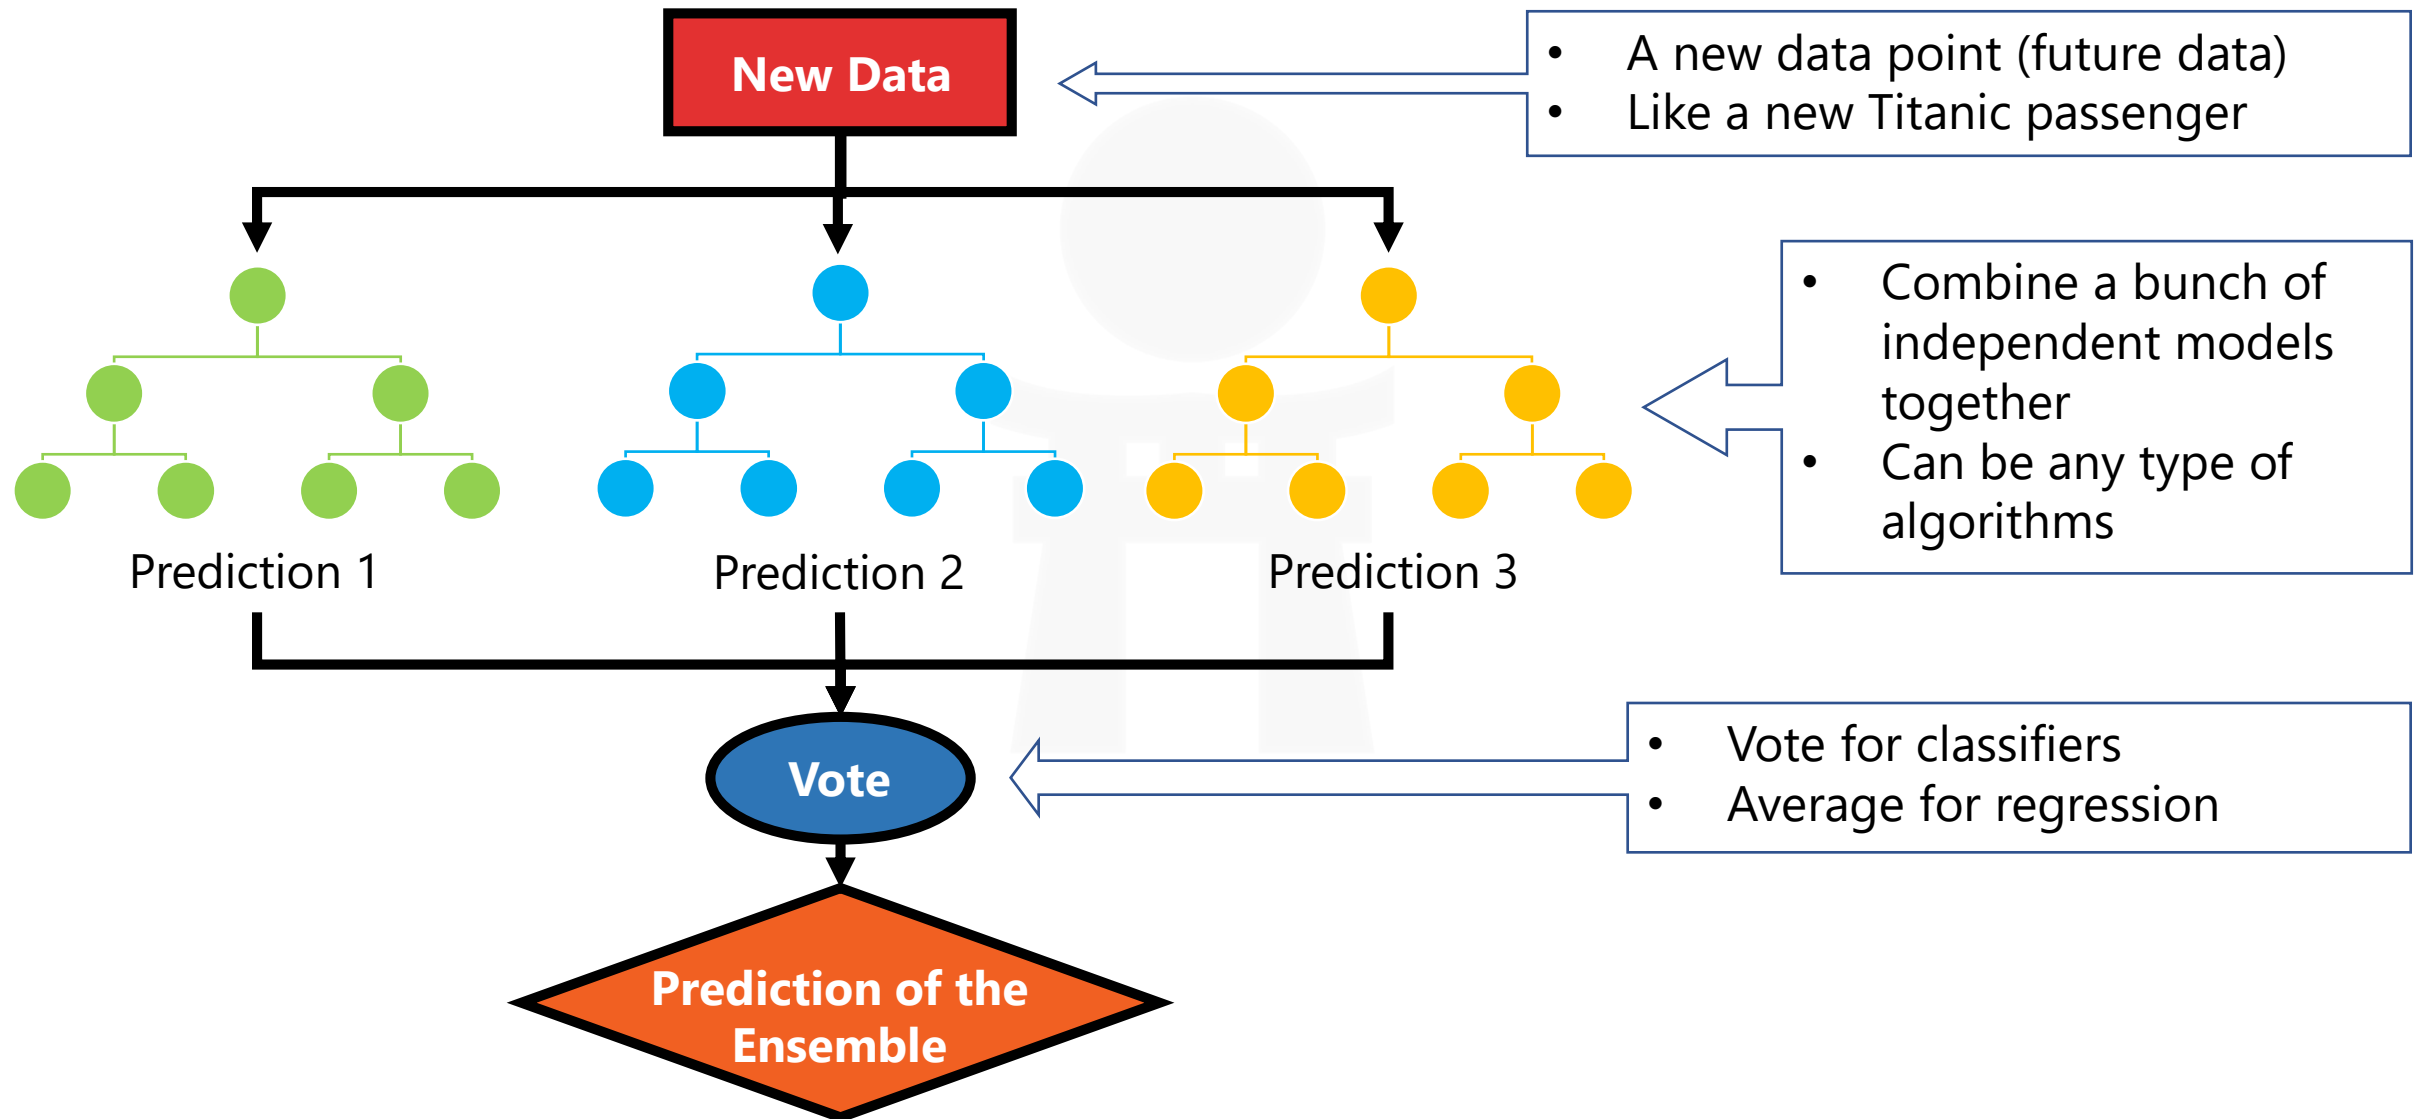 New Data
• A new data point (future data)
• Like a new Titanic passenger
• Combine a bunch of
independent models
together
• Can be any type of
algorithms
Prediction 1
Prediction 2
Prediction 3
Vote
• Vote for classifiers
• Average for regression
Prediction of the
Ensemble